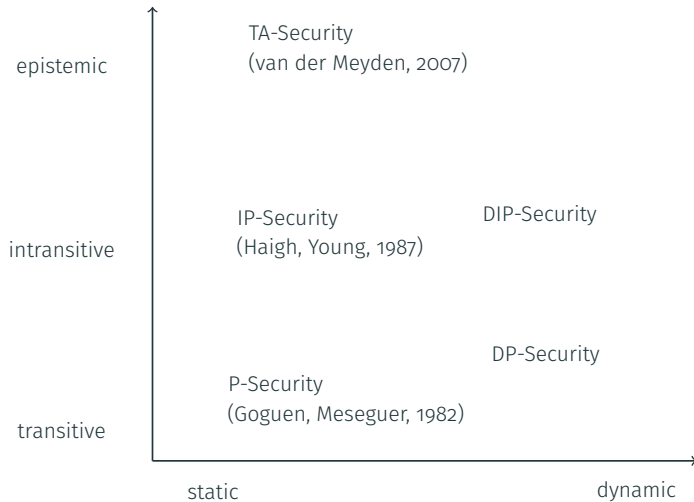 TA-Security
(van der Meyden, 2007)
epistemic
IP-Security
(Haigh, Young, 1987)
DIP-Security
intransitive
DP-Security
P-Security
(Goguen, Meseguer, 1982)
transitive
static
dynamic